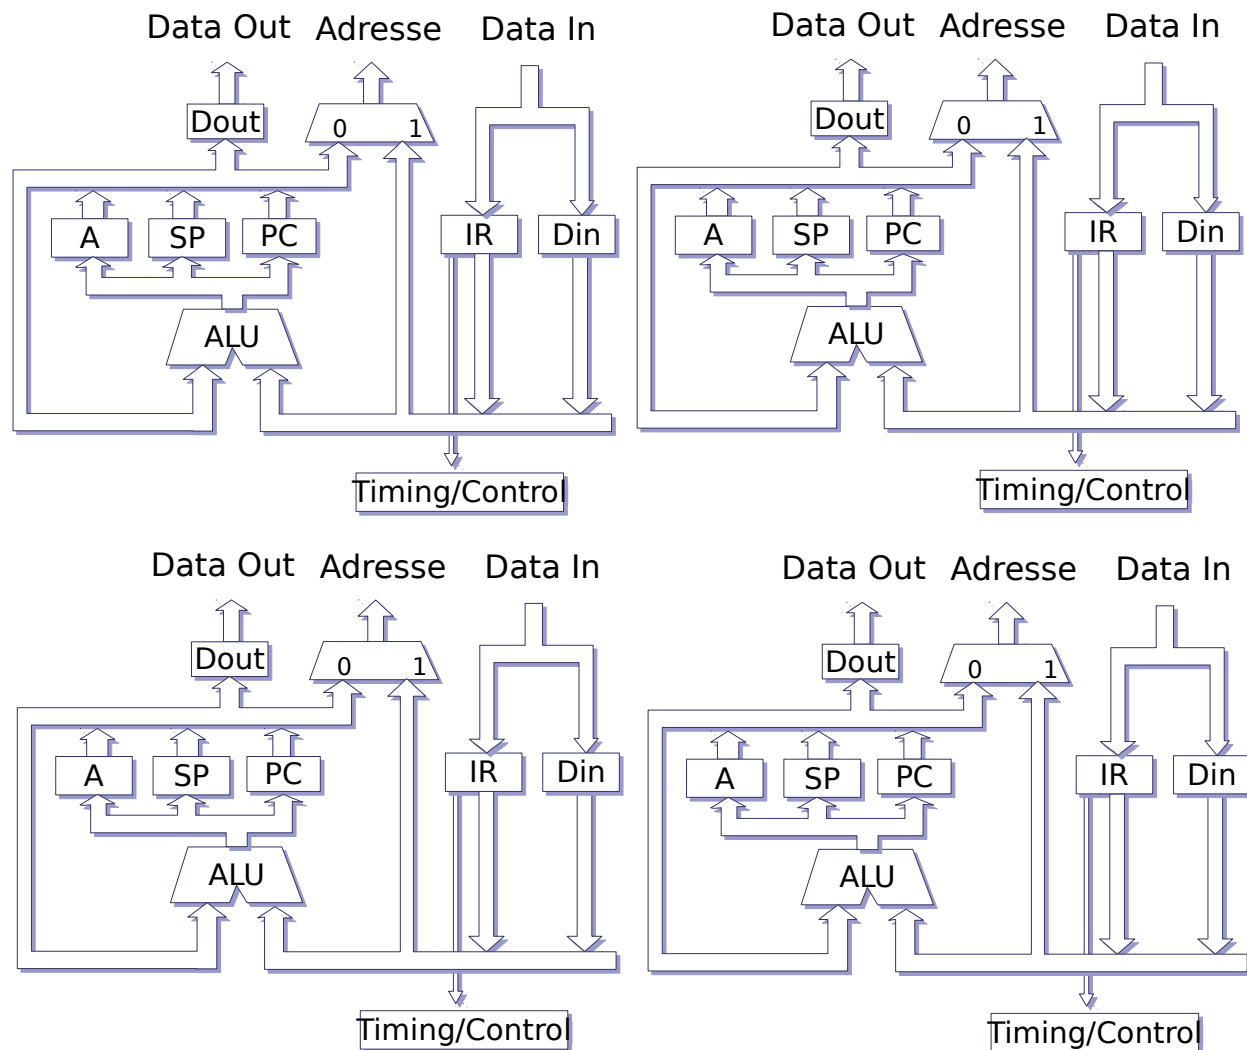 Data Out Adresse Data In
Dout 0 1
A SP PC IR Din
ALU
Timing/Control
Data Out Adresse Data In
Dout 0 1
A SP PC IR Din
ALU
Timing/Control
Data Out Adresse Data In
Dout 0 1
A SP PC IR Din
ALU
Timing/Control
Data Out Adresse Data In
Dout 0 1
A SP PC IR Din
ALU
Timing/Control